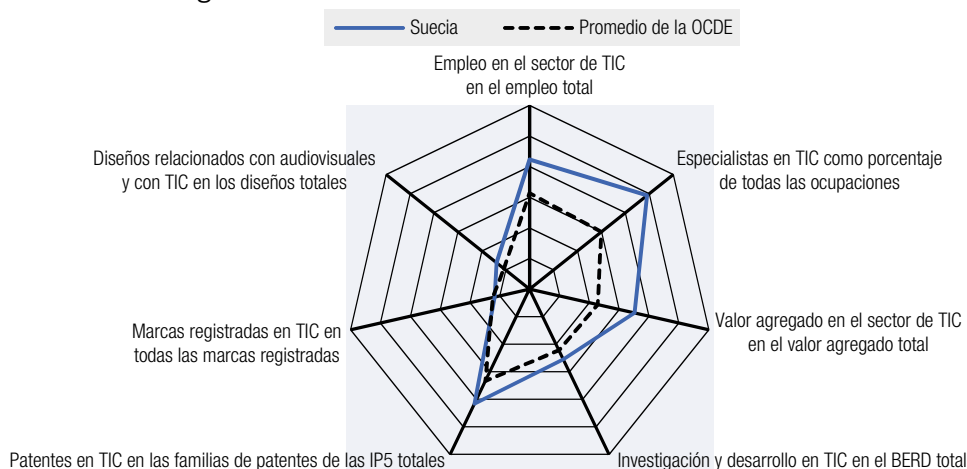 Suecia
Promedio de la OCDE
Empleo en el sector de TIC
en el empleo total
Diseños relacionados con audiovisuales
y con TIC en los diseños totales
Especialistas en TIC como porcentaje
de todas las ocupaciones
Marcas registradas en TIC en
todas las marcas registradas
Valor agregado en el sector de TIC
en el valor agregado total
Patentes en TIC en las familias de patentes de las IP5 totales
Investigación y desarrollo en TIC en el BERD total